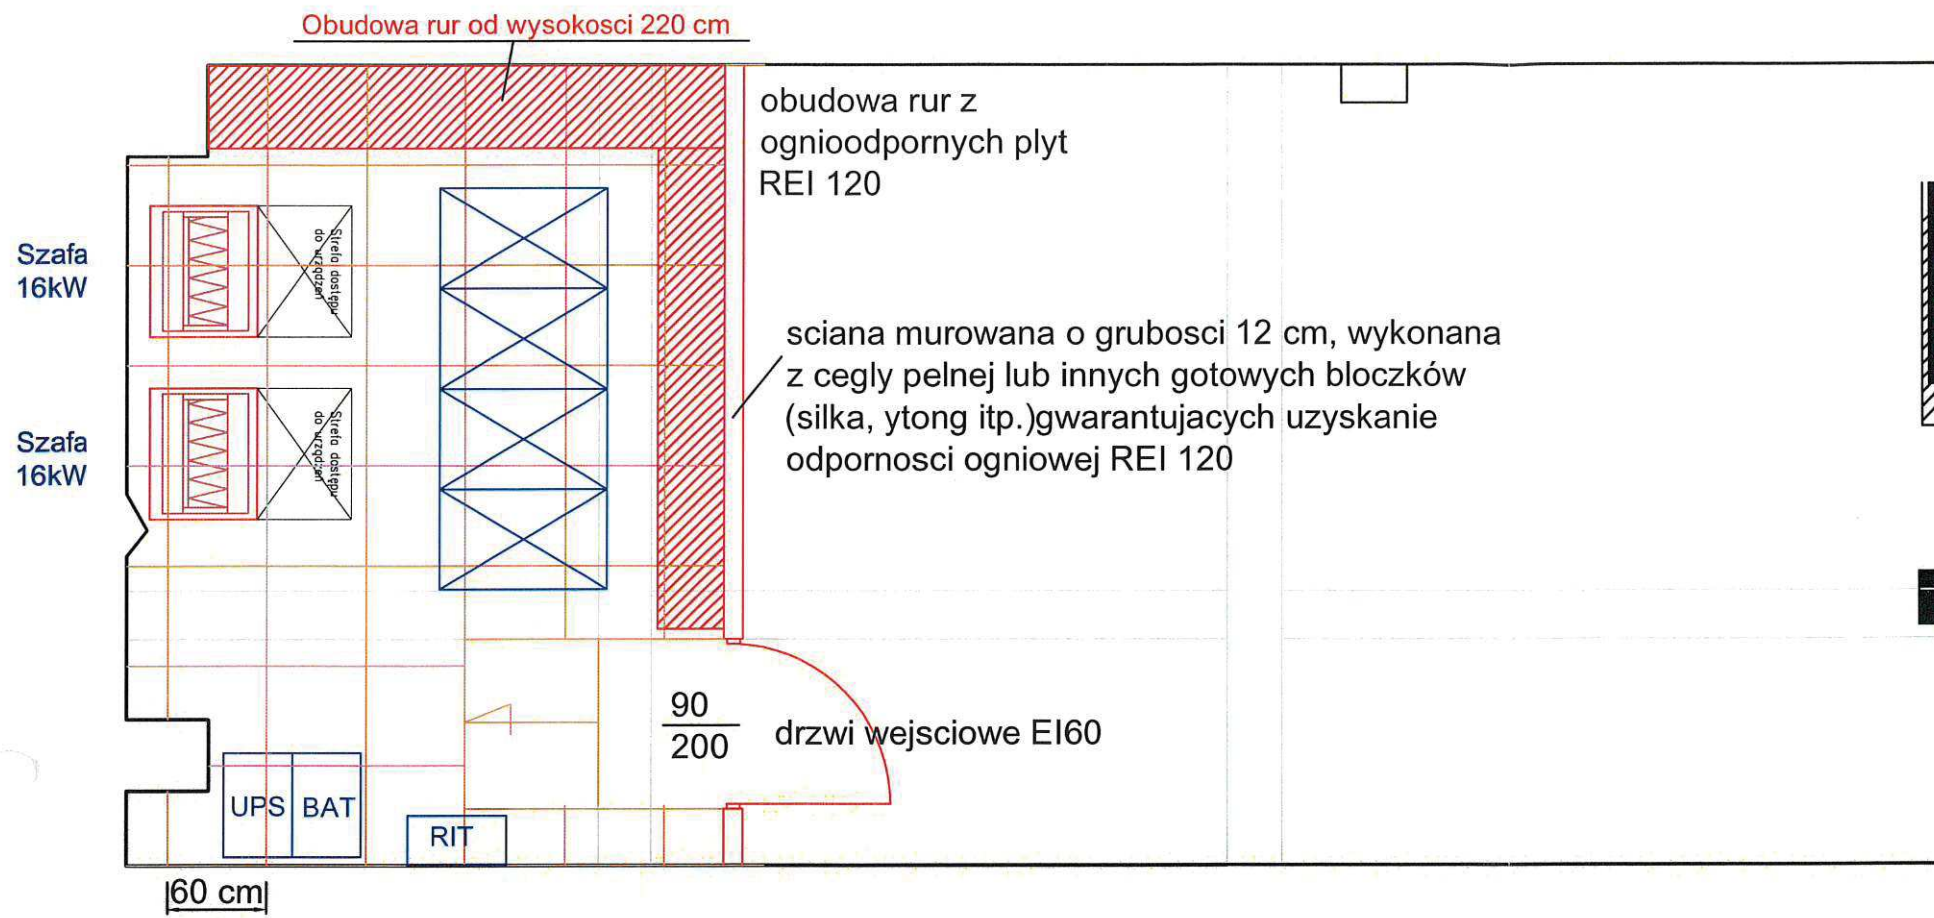 Obudowa rur od wysokosci 220 cm
obudowa rur z
ognioodpornych plyt
REI 120
Szafa
16kW
Strefa dostępu
do urządzeń
sciana murowana o grubosci 12 cm, wykonana
z cegly pelnej lub innych gotowych bloczków
(silka, ytong itp.)gwarantujacych uzyskanie
odpornosci ogniowej REI 120
Szafa
16kW
Strefa dostępu
do urządzeń
90
200
drzwi wejsciowe EI60
UPS
BAT
RIT
60 cm